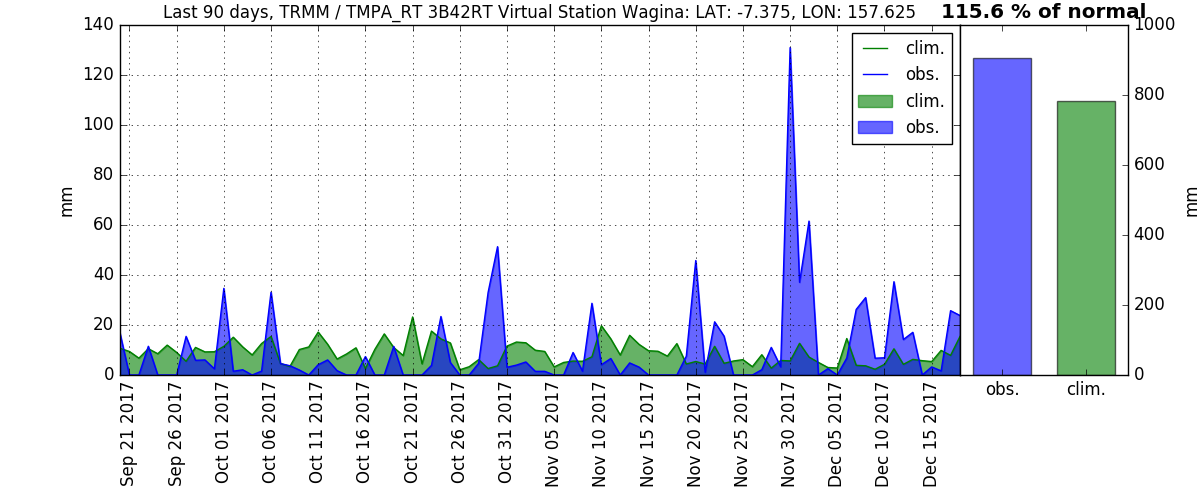 Last 90 days, TRMM / TMPA_RT 3B42RT Virtual Station Wagina: LAT: -7.375, LON: 157.625
115.6 % of normal
140
120
100
80
60
40
20
0
mm
clim.
obs.
clim.
obs.
Sep 21 2017
Sep 26 2017
Oct 01 2017
Oct 06 2017
Oct 11 2017
Oct 16 2017
Oct 21 2017
Oct 26 2017
Oct 31 2017
Nov 05 2017
Nov 10 2017
Nov 15 2017
Nov 20 2017
Nov 25 2017
Nov 30 2017
Dec 05 2017
Dec 10 2017
Dec 15 2017
1000
800
600
400
200
0
mm
obs.
clim.